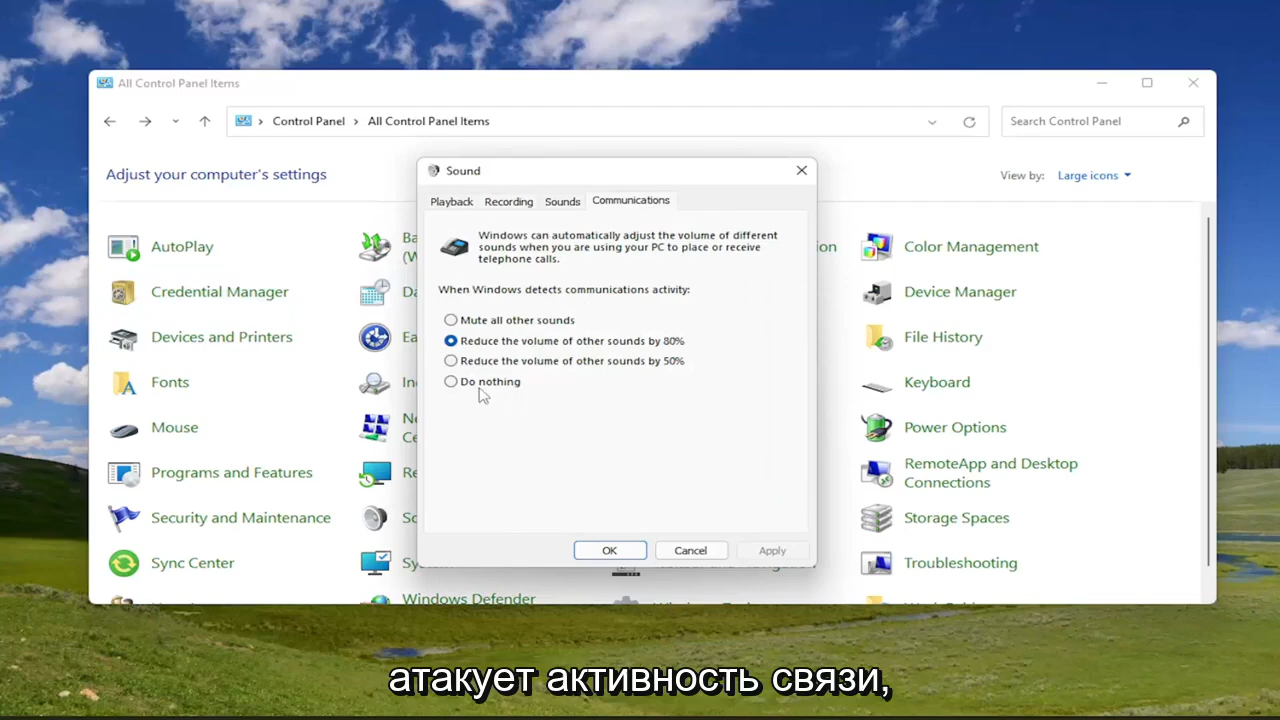 All Control Panel Items
Control Panel > All Control Panel Items
Search Control Panel
Adjust your computer's settings
View by: Large icons
Sound
Playback Recording Sounds Communications
Windows can automatically adjust the volume of different
sounds when you are using your PC to place or receive
telephone calls.
When Windows detects communications activity:
Mute all other sounds
Reduce the volume of other sounds by 80%
Reduce the volume of other sounds by 50%
Do nothing
OK Cancel Apply
AutoPlay
Color Management
Credential Manager
Device Manager
Devices and Printers
File History
Fonts
Keyboard
Mouse
Power Options
Programs and Features
RemoteApp and Desktop
Connections
Security and Maintenance
Storage Spaces
Sync Center
Troubleshooting
Windows Defender
атакует активность связи,